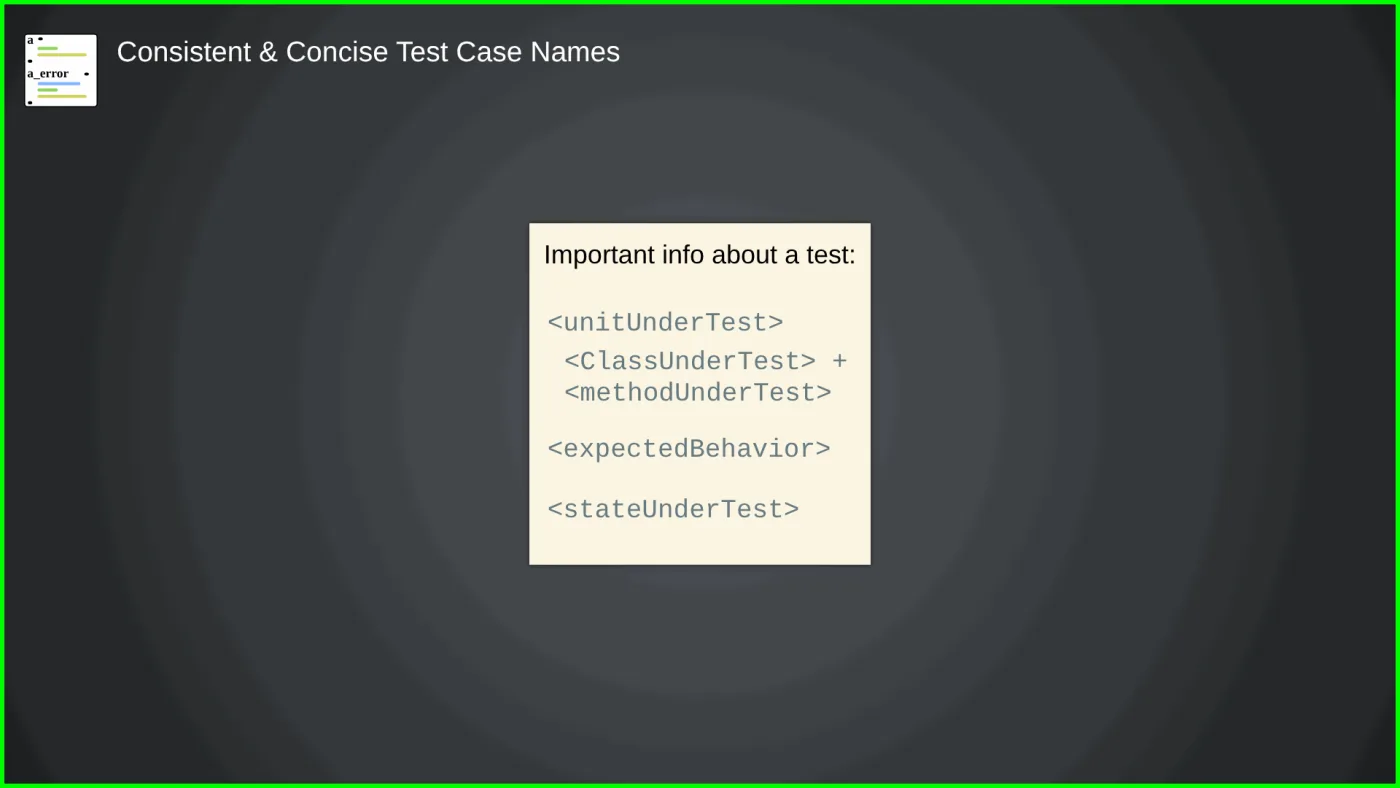 a
a_error
Consistent & Concise Test Case Names
Important info about a test:
<unitUnderTest>
<ClassUnderTest> +
<methodUnderTest>
<expectedBehavior>
<stateUnderTest>